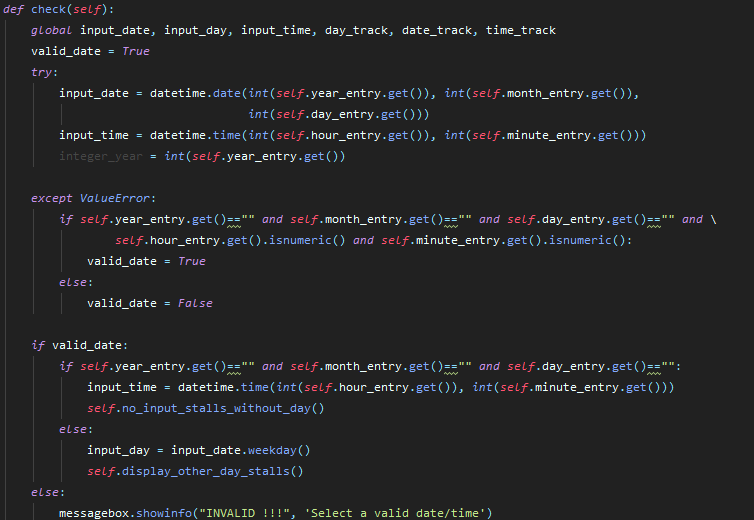 def check(self):
    global input_date, input_day, input_time, day_track, date_track, time_track
    valid_date = True
    try:
        input_date = datetime.date(int(self.year_entry.get()), int(self.month_entry.get()),
                                   int(self.day_entry.get()))
        input_time = datetime.time(int(self.hour_entry.get()), int(self.minute_entry.get()))
        integer_year = int(self.year_entry.get())

    except ValueError:
        if self.year_entry.get()=="" and self.month_entry.get()=="" and self.day_entry.get()=="" and \
                self.hour_entry.get().isnumeric() and self.minute_entry.get().isnumeric():
            valid_date = True
        else:
            valid_date = False

    if valid_date:
        if self.year_entry.get()=="" and self.month_entry.get()=="" and self.day_entry.get()=="":
            input_time = datetime.time(int(self.hour_entry.get()), int(self.minute_entry.get()))
            self.no_input_stalls_without_day()
        else:
            input_day = input_date.weekday()
            self.display_other_day_stalls()
    else:
        messagebox.showinfo("INVALID !!!", 'Select a valid date/time')